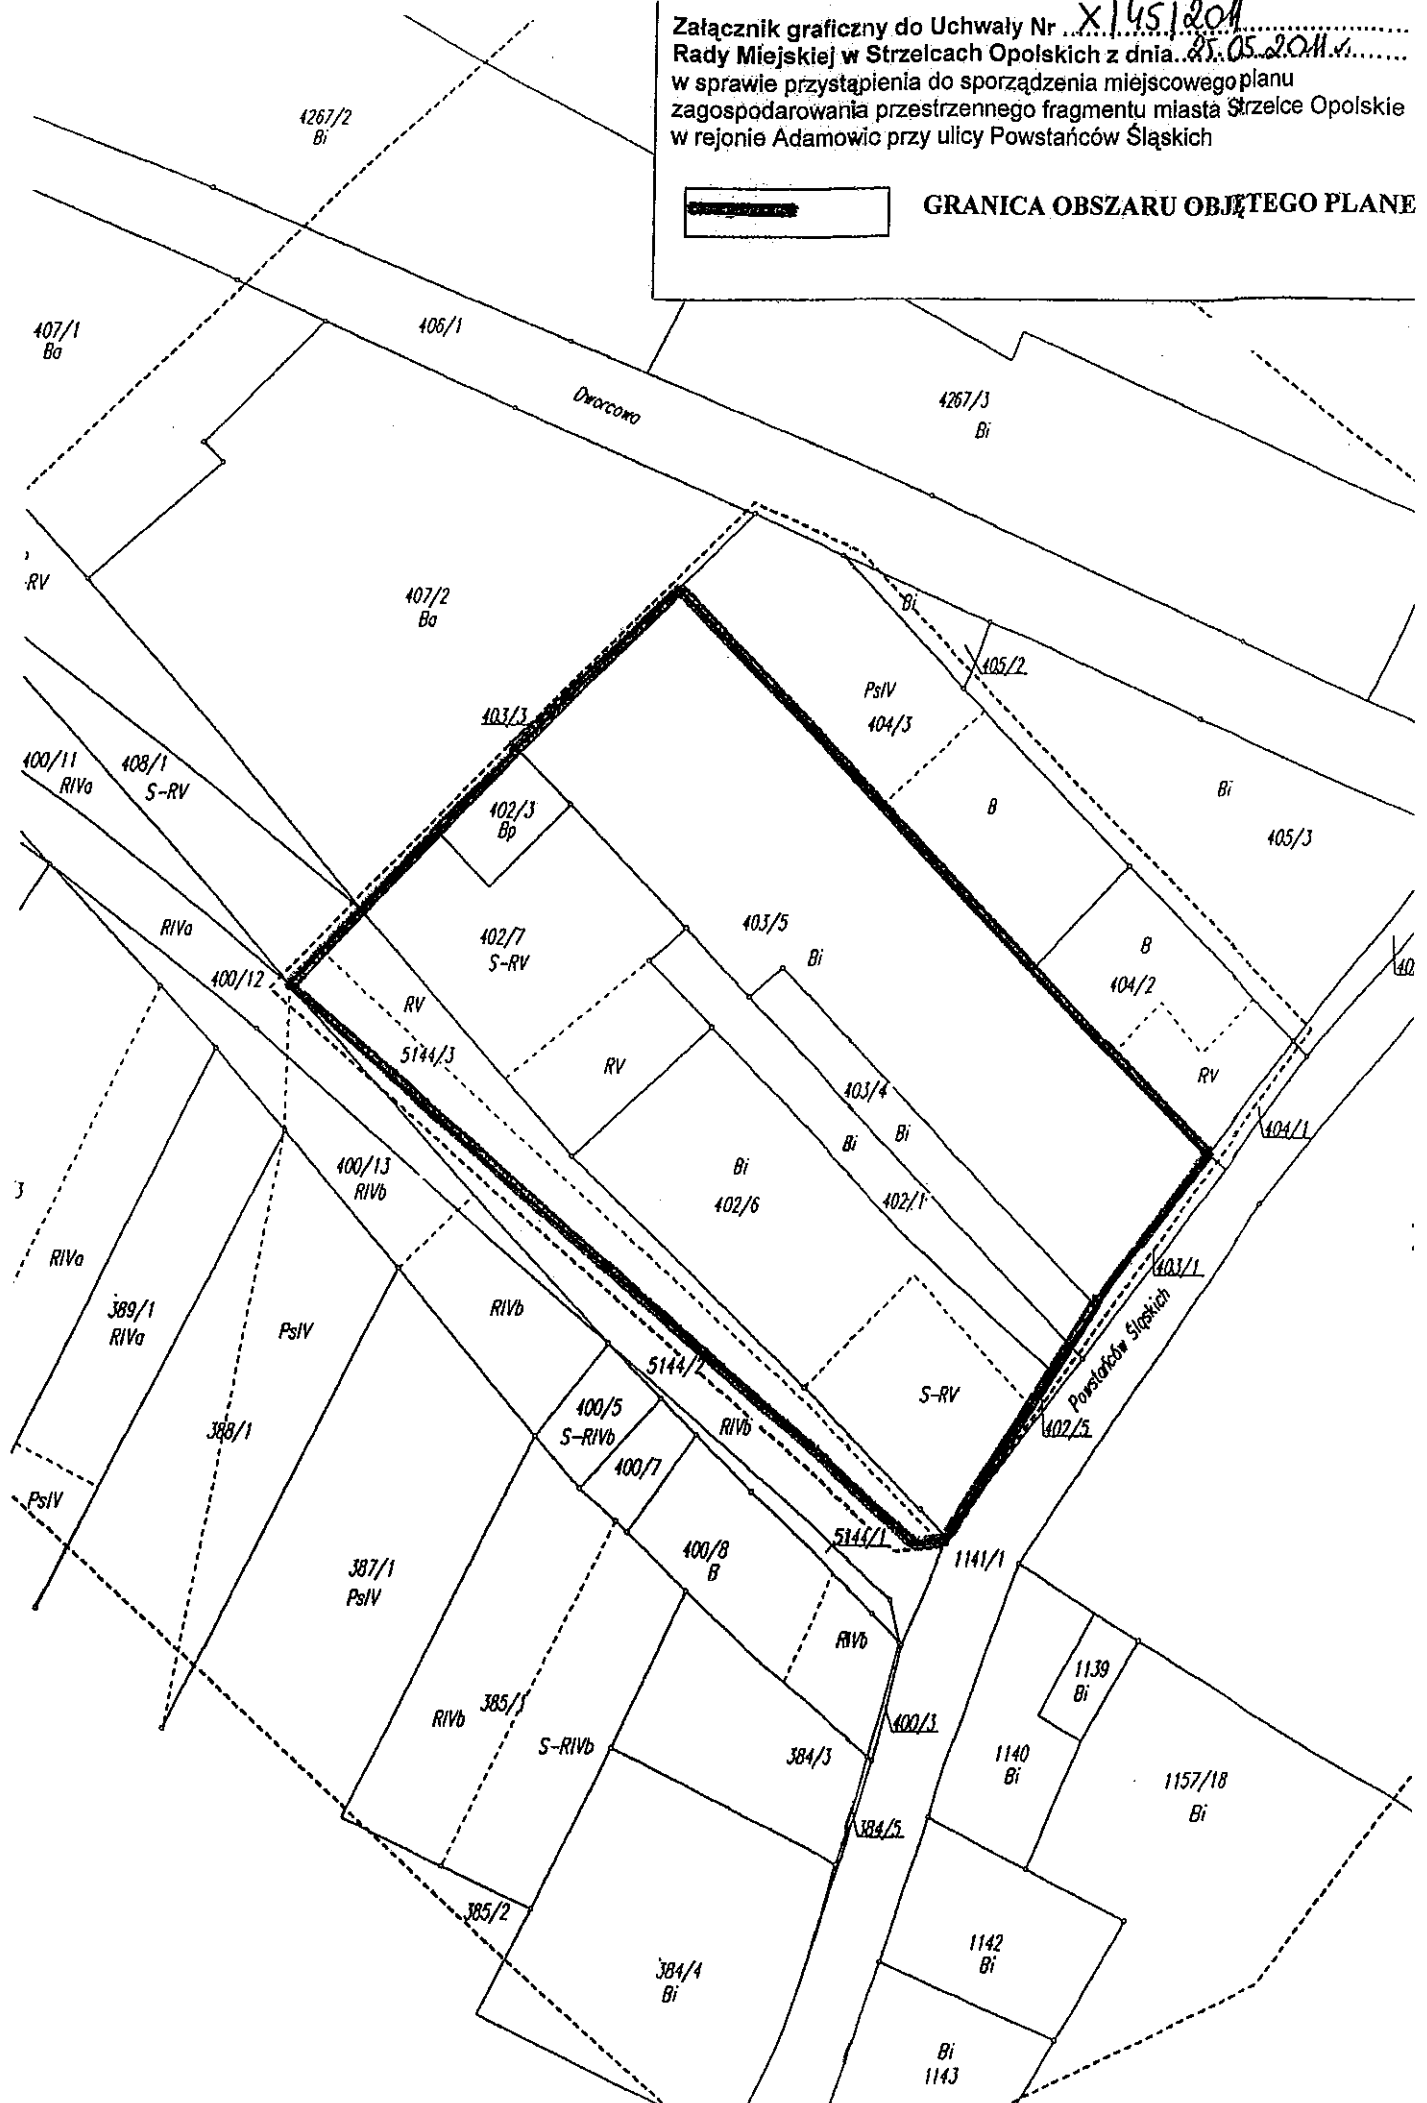 Załącznik graficzny do Uchwały Nr X/45/2011
Rady Miejskiej w Strzelcach Opolskich z dnia 25.05.2011 r.
w sprawie przystąpienia do sporządzenia miejscowego planu
zagospodarowania przestrzennego fragmentu miasta Strzelce Opolskie
w rejonie Adamowic przy ulicy Powstańców Śląskich
GRANICA OBSZARU OBJĘTEGO PLANE
4267/2
Bi
407/1
Ba
406/1
Dworcowa
4267/3
Bi
-RV
407/2
Ba
Bi
405/2
PsIV
404/3
403/3
400/11
RIVa
408/1
S-RV
402/3
Bp
B
Bi
405/3
RIVa
400/12
402/7
S-RV
403/5
Bi
B
404/2
40
RV
5144/3
RV
RV
403/4
Bi
Bi
404/1
400/13
RIVb
Bi
402/6
402/1
3
RIVa
389/1
RIVa
PsIV
RIVb
403/1
Powstańców Śląskich
5144/2
S-RV
388/1
400/5
S-RIVb
RIVb
402/5
400/7
PsIV
387/1
PsIV
400/8
B
5144/1
1141/1
RIVb
1139
Bi
RIVb
385/1
S-RIVb
400/3
384/3
1140
Bi
1157/18
Bi
384/5
385/2
384/4
Bi
1142
Bi
Bi
1143